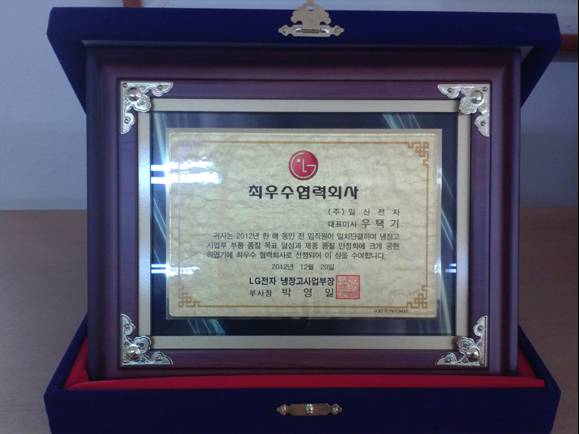 LG
최우수협력회사
(주) 일 산 전 자
대표이사 우 택 기
귀사는 2012년 한 해 동안 전 임직원이 일치단결하여 냉장고
사업부 부품 품질 목표 달성과 제품 품질 안정화에 크게 공헌
하였기에 최우수 협력회사로 선정되어 이 상을 수여합니다.
2012년 12월 20일
LG전자 냉장고사업부장
부사장 박 영 일